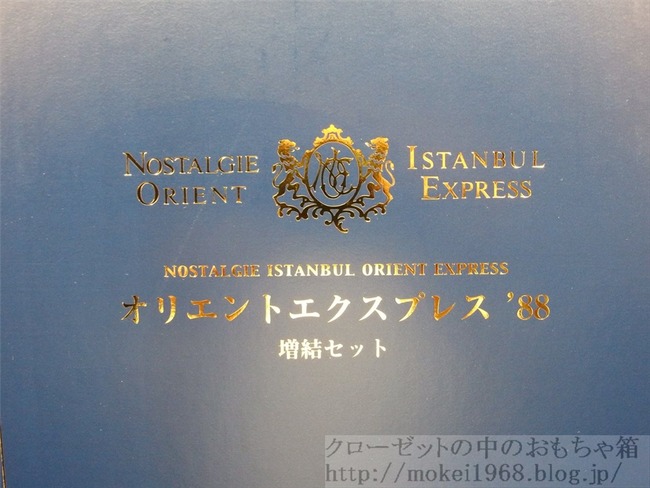 NOSTALGIE ISTANBUL
ORIENT EXPRESS
NOSTALGIE ISTANBUL ORIENT EXPRESS
オリエントエクスプレス '88
増結セット
クローゼットの中のおもちゃ箱
http://mokei1968.blog.jp/